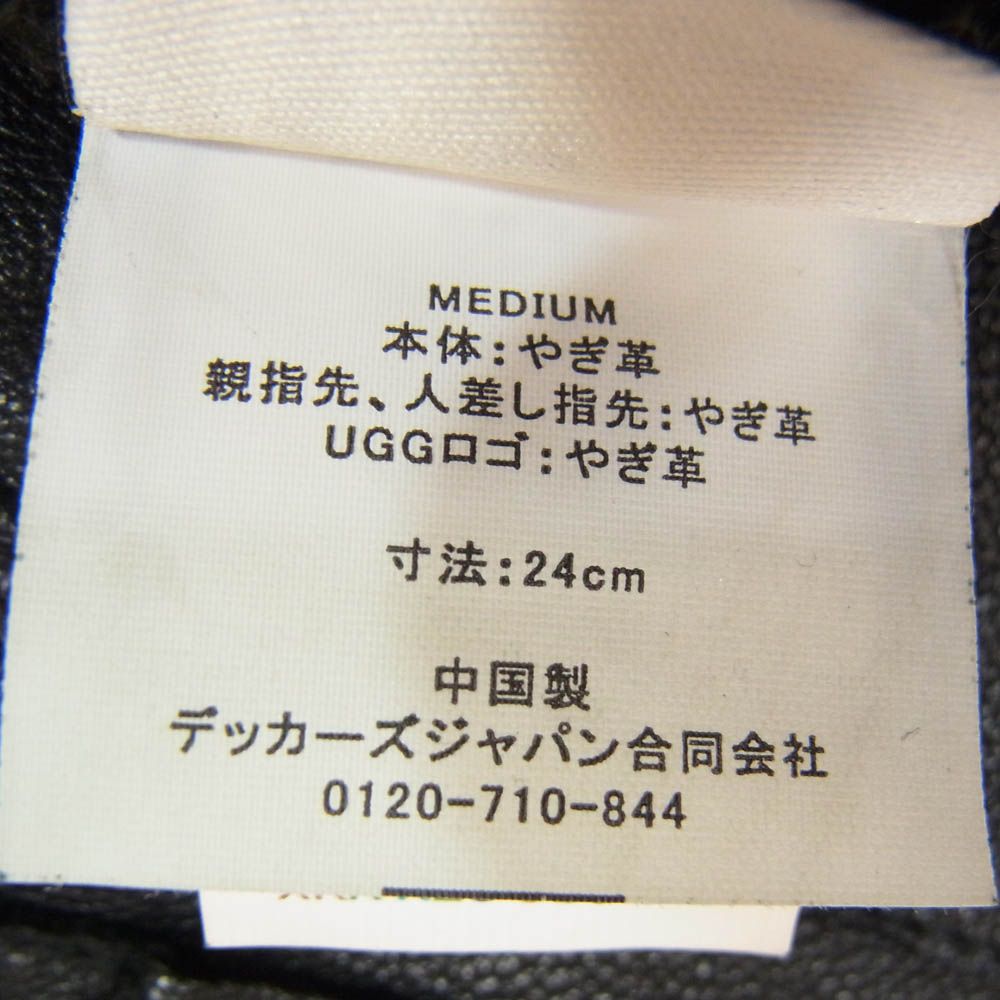 MEDIUM
本体:やぎ革
親指先、人差し指先:やぎ革
UGGロゴ:やぎ革
寸法:24cm
中国製
デッカーズジャパン合同会社
0120-710-844